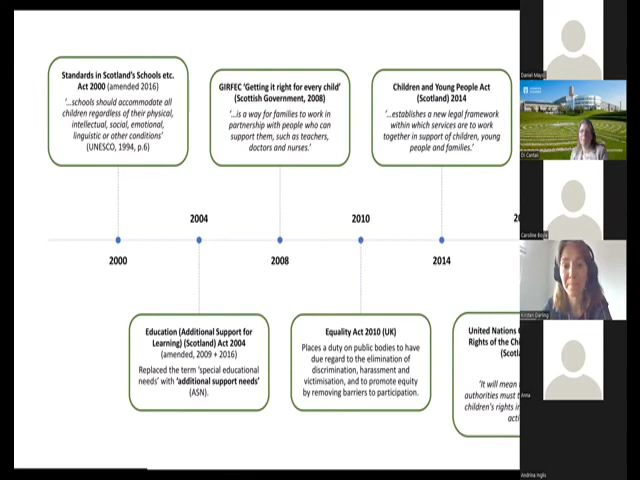 Standards in Scotland's Schools etc.
Act 2000 (amended 2016)
'...schools should accommodate all
children regardless of their physical,
intellectual, social, emotional,
linguistic or other conditions'
(UNESCO, 1994, p.6)
GIRFEC 'Getting it right for every child'
(Scottish Government, 2008)
'...is a way for families to work in
partnership with people who can
support them, such as teachers,
doctors and nurses.'
Children and Young People Act
(Scotland) 2014
'...establishes a new legal framework
within which services are to work
together in support of children, young
people and families.'
2004
2010
20
2000
2008
2014
Education (Additional Support for
Learning) (Scotland) Act 2004
(amended, 2009 + 2016)
Replaced the term 'special educational
needs' with 'additional support needs'
(ASN).
Equality Act 2010 (UK)
Places a duty on public bodies to have
due regard to the elimination of
discrimination, harassment and
victimisation, and to promote equity
by removing barriers to participation.
United Nations
Rights of the Chi
(Scotla
'It will mean
authorities must
children's rights in
acti
Daniel Mayo
Di Cantali
Caroline Boyle
Kirsten Darling
Anna
Andrina Inglis